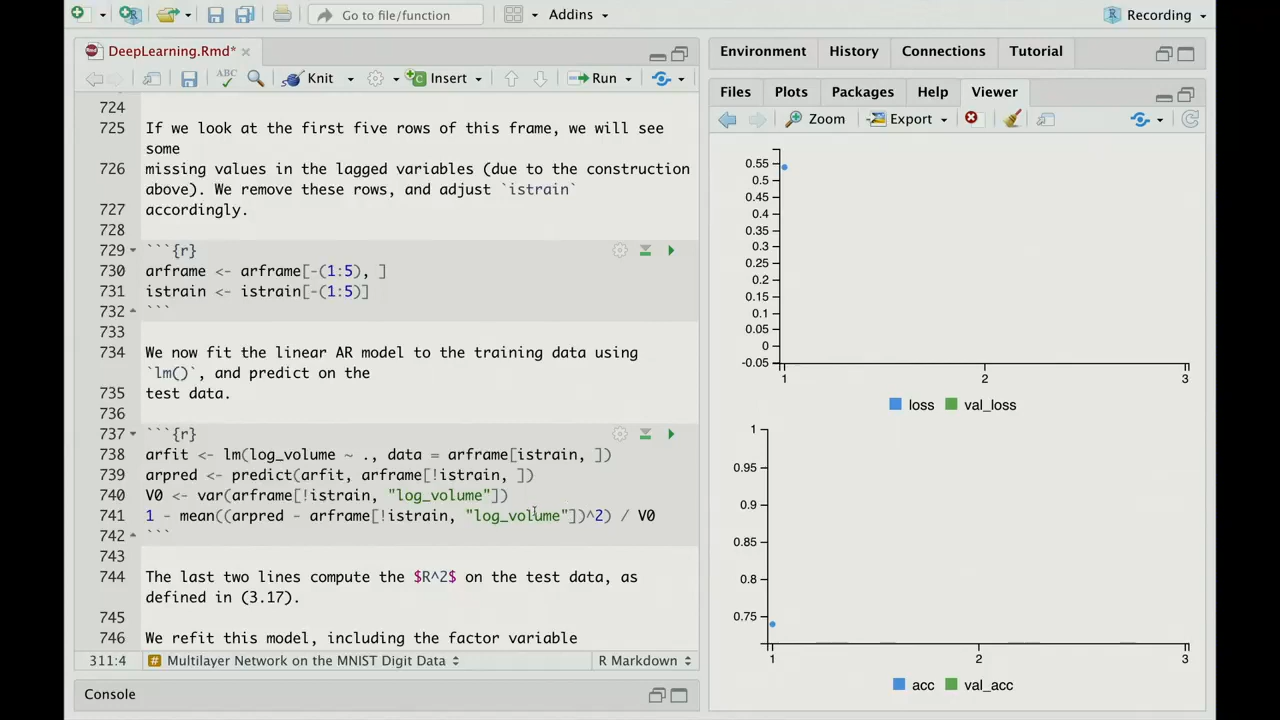 Go to file/function
Addins
Recording
DeepLearning.Rmd*
ABC
Knit
Insert
Run
724
725 If we look at the first five rows of this frame, we will see
some
726 missing values in the lagged variables (due to the construction
above). We remove these rows, and adjust `istrain`
727 accordingly.
728
729 ```{r}
730 arframe <- arframe[-(1:5), ]
731 istrain <- istrain[-(1:5)]
732 ```
733
734 We now fit the linear AR model to the training data using
`lm()`, and predict on the
735 test data.
736
737 ```{r}
738 arfit <- lm(log_volume ~ ., data = arframe[istrain, ])
739 arpred <- predict(arfit, arframe[!istrain, ])
740 V0 <- var(arframe[!istrain, "log_volume"])
741 1 - mean((arpred - arframe[!istrain, "log_volume"])^2) / V0
742 ```
743
744 The last two lines compute the $R^2$ on the test data, as
defined in (3.17).
745
746 We refit this model, including the factor variable
311:4 # Multilayer Network on the MNIST Digit Data R Markdown
Console
Environment History Connections Tutorial
Files Plots Packages Help Viewer
Zoom Export
0.55
0.5
0.45
0.4
0.35
0.3
0.25
0.2
0.15
0.1
0.05
0
-0.05
1 2 3
loss val_loss
1
0.95
0.9
0.85
0.8
0.75
1 2 3
acc val_acc